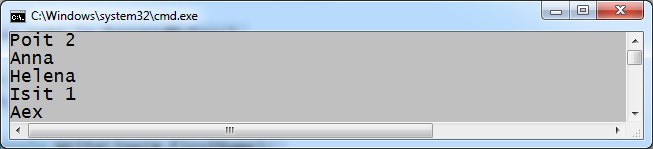 C:\Windows\system32\cmd.exe
Poit 2
Anna
Helena
Isit 1
Aex